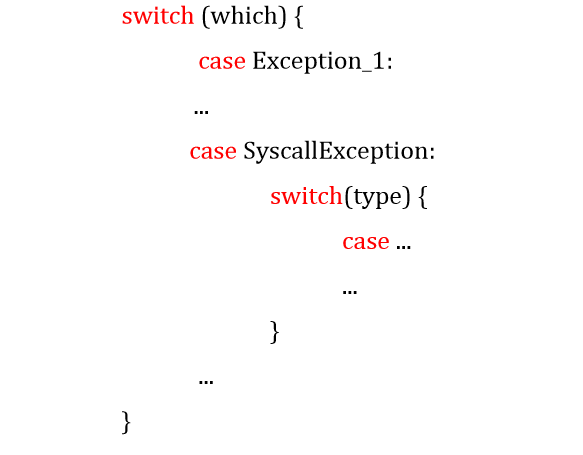 switch (which) {
case Exception_1:
...
case SyscallException:
switch(type) {
case ...
...
}
...
}